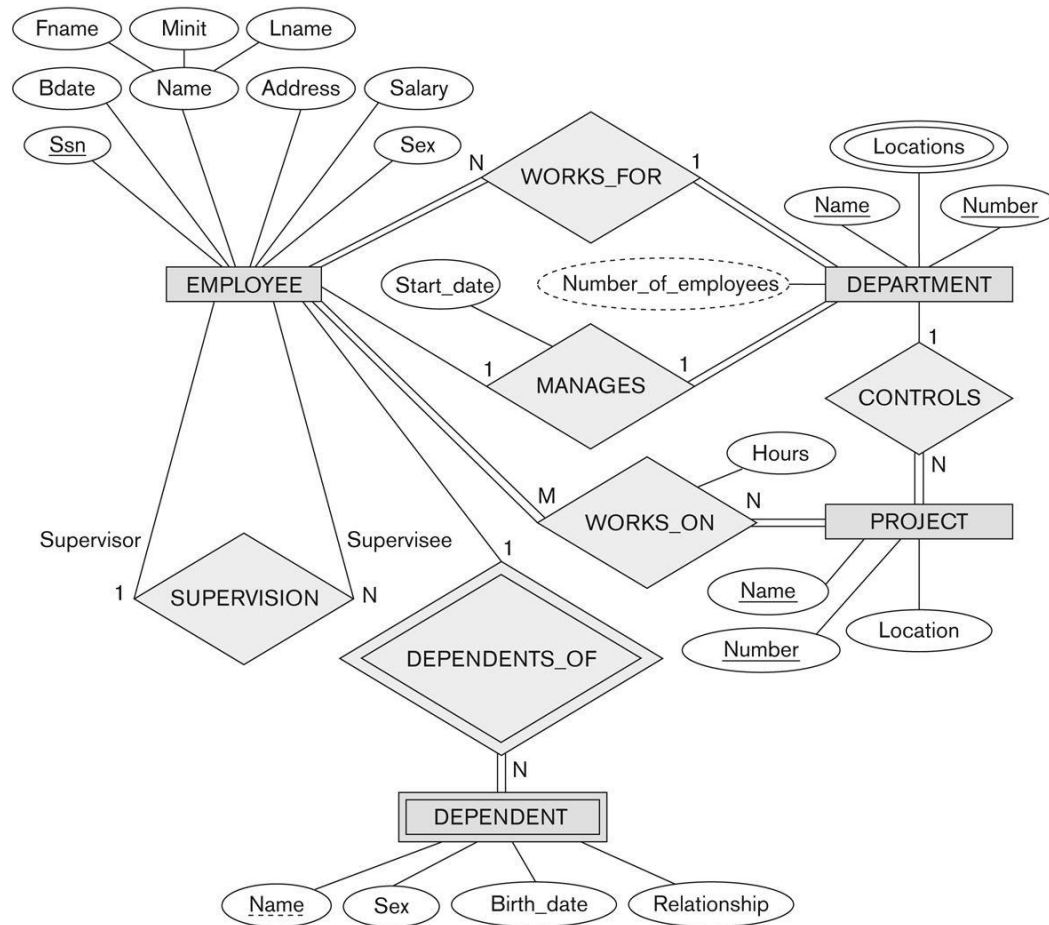 Fname
Minit
Lname
Bdate
Name
Address
Salary
Ssn
Sex
N
WORKS_FOR
1
Locations
Name
Number
EMPLOYEE
Start_date
Number_of_employees
DEPARTMENT
1
MANAGES
1
1
CONTROLS
N
Hours
M
WORKS_ON
N
PROJECT
Supervisor
Supervisee
1
SUPERVISION
N
1
Name
Number
Location
DEPENDENTS_OF
N
DEPENDENT
Name
Sex
Birth_date
Relationship